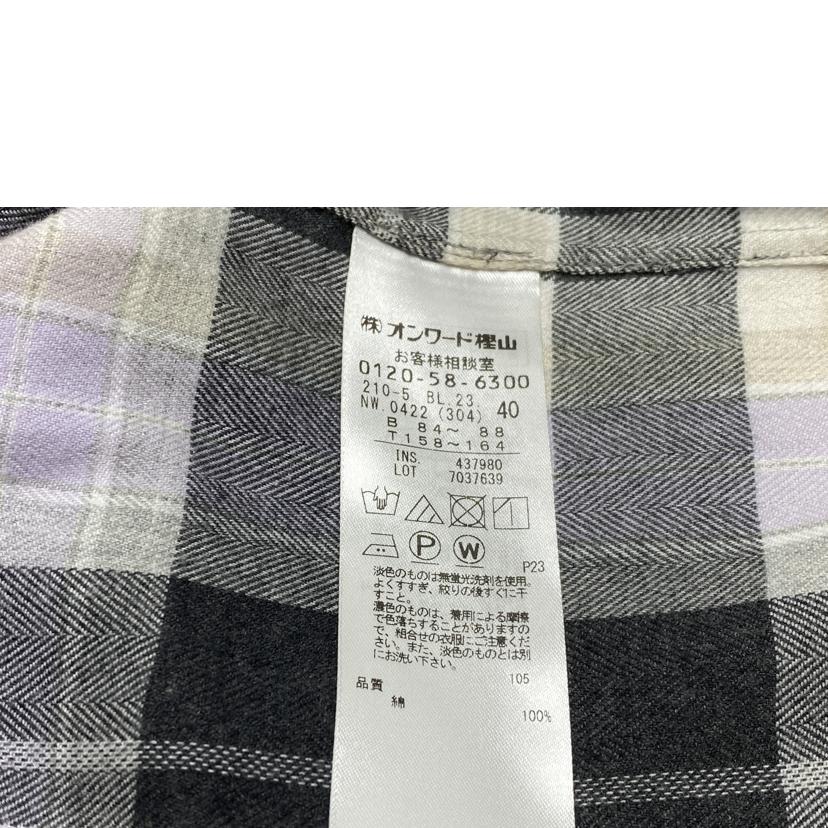 ㈱オンワード樫山
お客様相談室
0120-58-6300
210-5 BL.23. 40
NW.0422(304)
B 84～ 88
T158～164
INS. 437980
LOT 7037639
P W
P23
淡色のものは無蛍光洗剤を使用。
よくすすぎ、絞りの後すぐに干
すこと。
濃色のものは、着用による摩擦
で色落ちすることがありますの
で、組合せの衣服にご注意くだ
さい。また、淡色のものとは別
にお洗い下さい。
105
品質
綿 100%